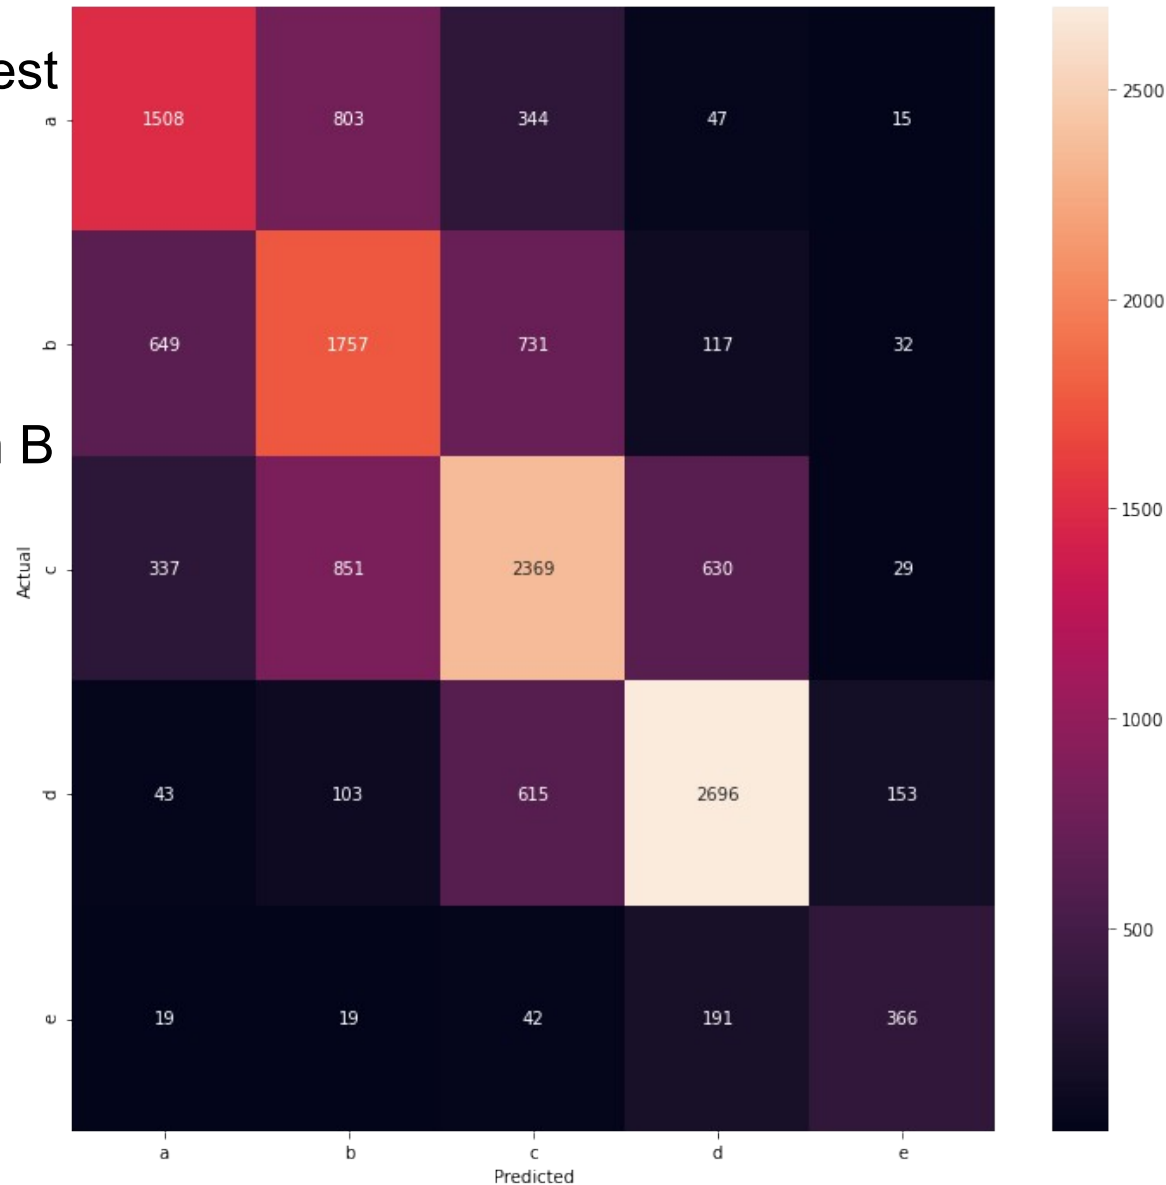 est
a 1508 803 344 47 15
b 649 1757 731 117 32
B
Actual
c 337 851 2369 630 29
d 43 103 615 2696 153
e 19 19 42 191 366
a b c d e
Predicted
2500
2000
1500
1000
500